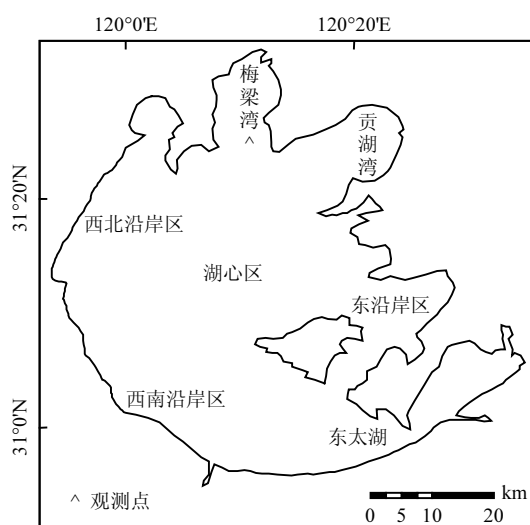 120°0'E
120°20'E
梅梁湾
^
贡湖湾
31°20'N
西北沿岸区
湖心区
东沿岸区
西南沿岸区
31°0'N
东太湖
^ 观测点
km
0 5 10 20